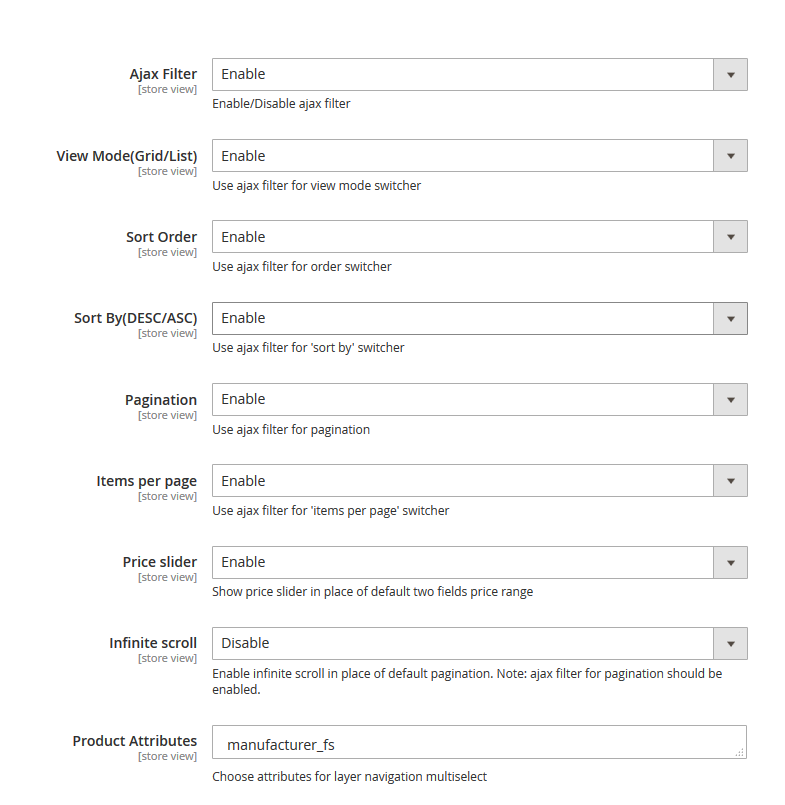 Ajax Filter
[store view]
Enable
Enable/Disable ajax filter
View Mode(Grid/List)
[store view]
Enable
Use ajax filter for view mode switcher
Sort Order
[store view]
Enable
Use ajax filter for order switcher
Sort By(DESC/ASC)
[store view]
Enable
Use ajax filter for 'sort by' switcher
Pagination
[store view]
Enable
Use ajax filter for pagination
Items per page
[store view]
Enable
Use ajax filter for 'items per page' switcher
Price slider
[store view]
Enable
Show price slider in place of default two fields price range
Infinite scroll
[store view]
Disable
Enable infinite scroll in place of default pagination. Note: ajax filter for pagination should be
enabled.
Product Attributes
[store view]
manufacturer_fs
Choose attributes for layer navigation multiselect